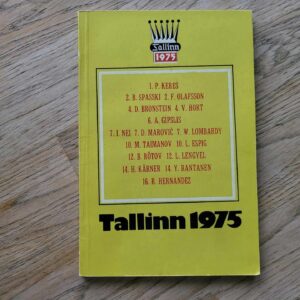 Tallinn
1975
1. P. KERES
2. B. SPASSKI 2. F. OLAFSSON
4. D. BRONSTEIN 4. V. HORT
6. A. GIPSLIS
7. I. NEI 7. D. MAROVIĆ 7. W. LOMBARDY
10. M. TAIMANOV 10. L. ESPIG
12. B. RÕTOV 12. L. LENGYEL
14. H. KÄRNER 14. Y. RANTANEN
16. R. HERNANDEZ
Tallinn 1975